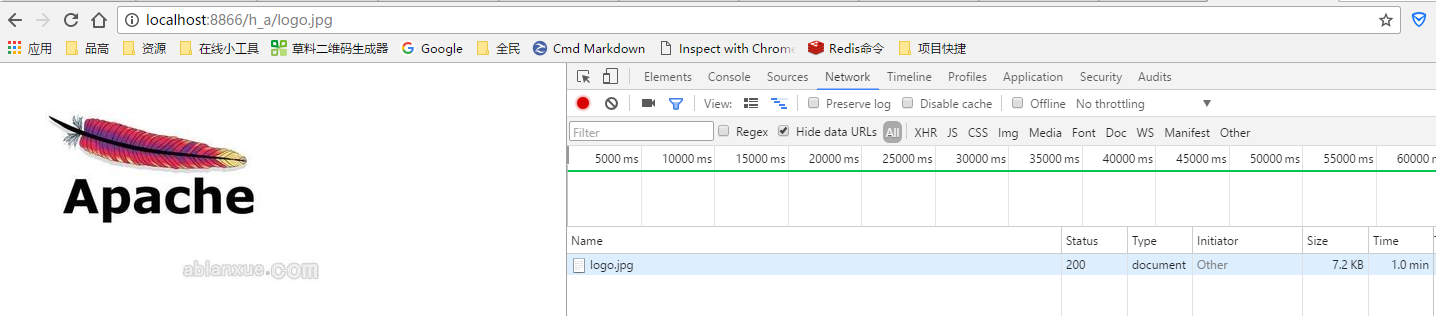 localhost:8866/h_a/logo.jpg
应用 品高 资源 在线小工具 草料二维码生成器 Google 全民 Cmd Markdown Inspect with Chrome Redis命令 项目快捷
Elements Console Sources Network Timeline Profiles Application Security Audits
View: Preserve log Disable cache Offline No throttling
Filter Regex Hide data URLs All XHR JS CSS Img Media Font Doc WS Manifest Other
5000 ms 10000 ms 15000 ms 20000 ms 25000 ms 30000 ms 35000 ms 40000 ms 45000 ms 50000 ms 55000 ms 60000 ms
Apache
Name Status Type Initiator Size Time
logo.jpg 200 document Other 7.2 KB 1.0 min
ablanxue.com